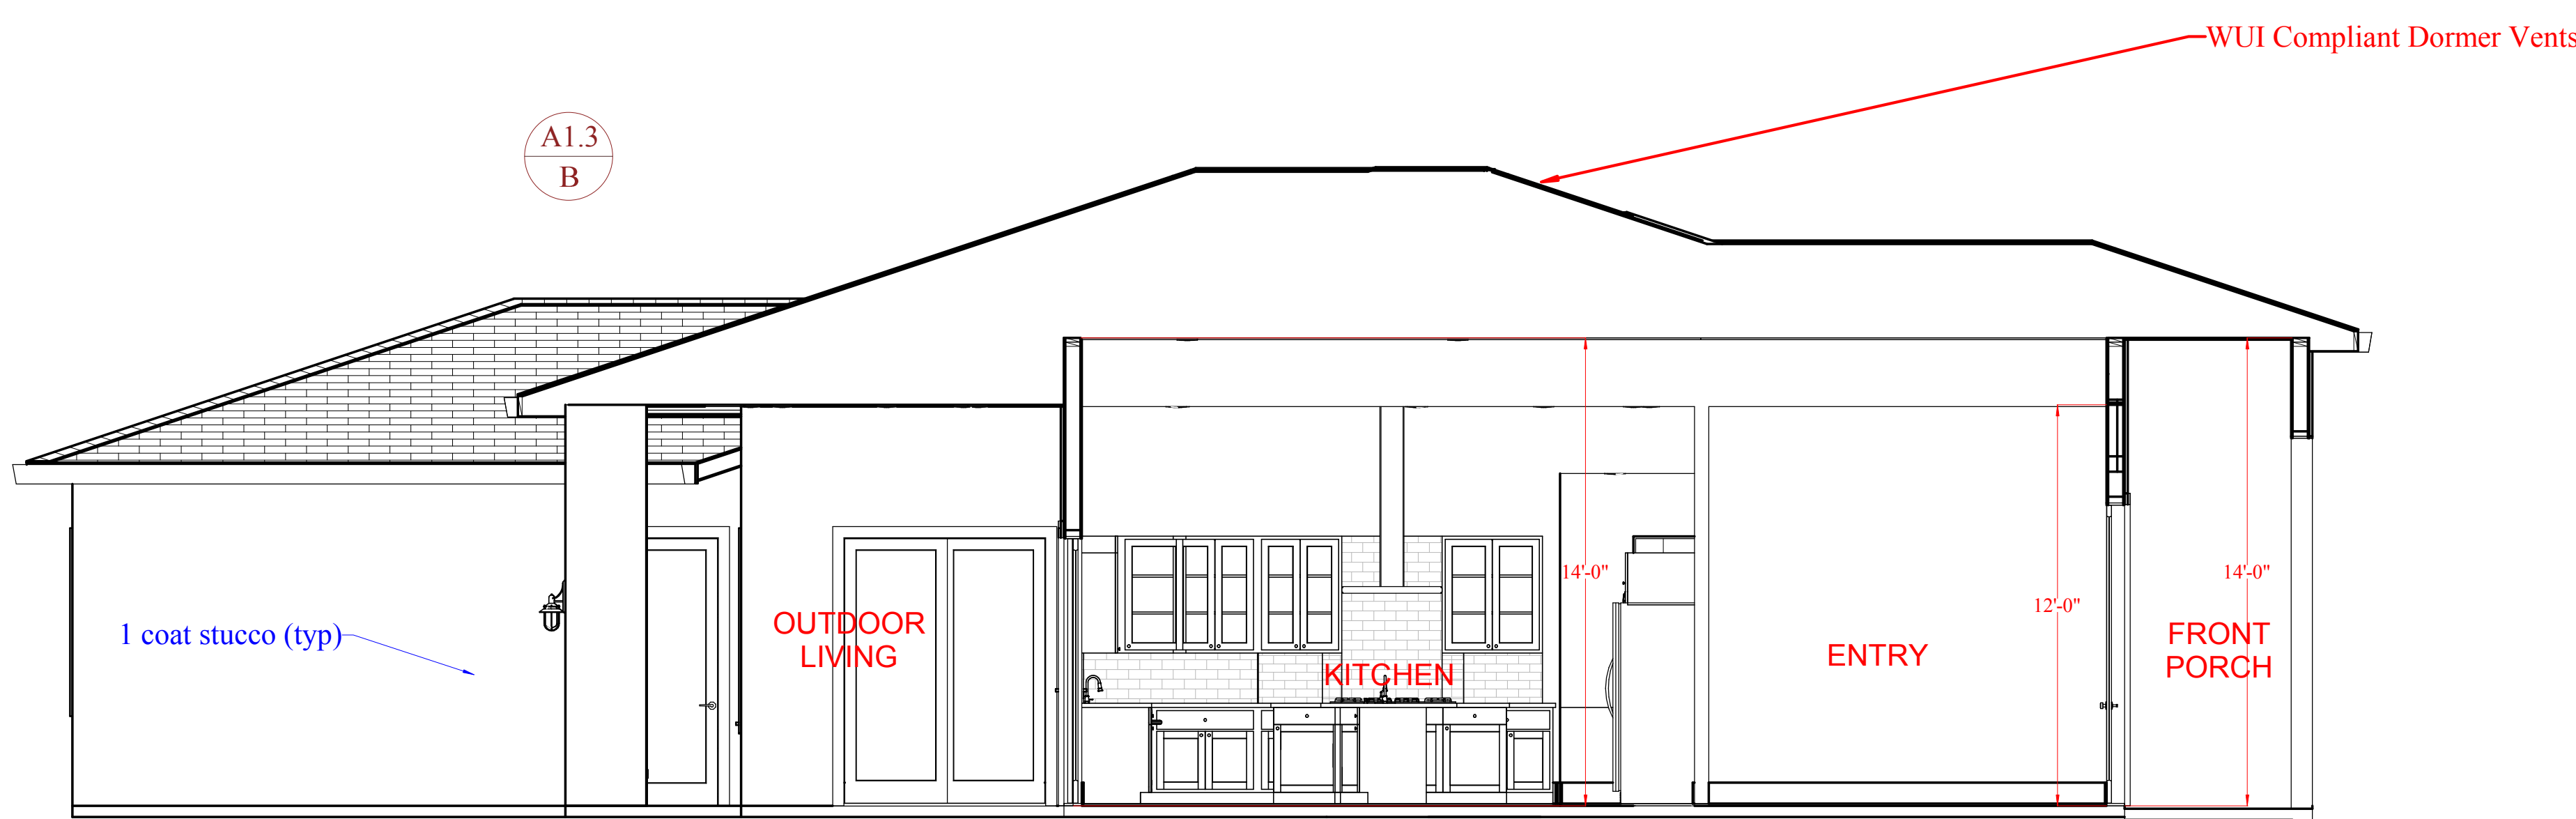 WUI Compliant Dormer Vents
A1.3
B
14'-0"
14'-0"
12'-0"
1 coat stucco (typ)
OUTDOOR
LIVING
KITCHEN
ENTRY
FRONT
PORCH